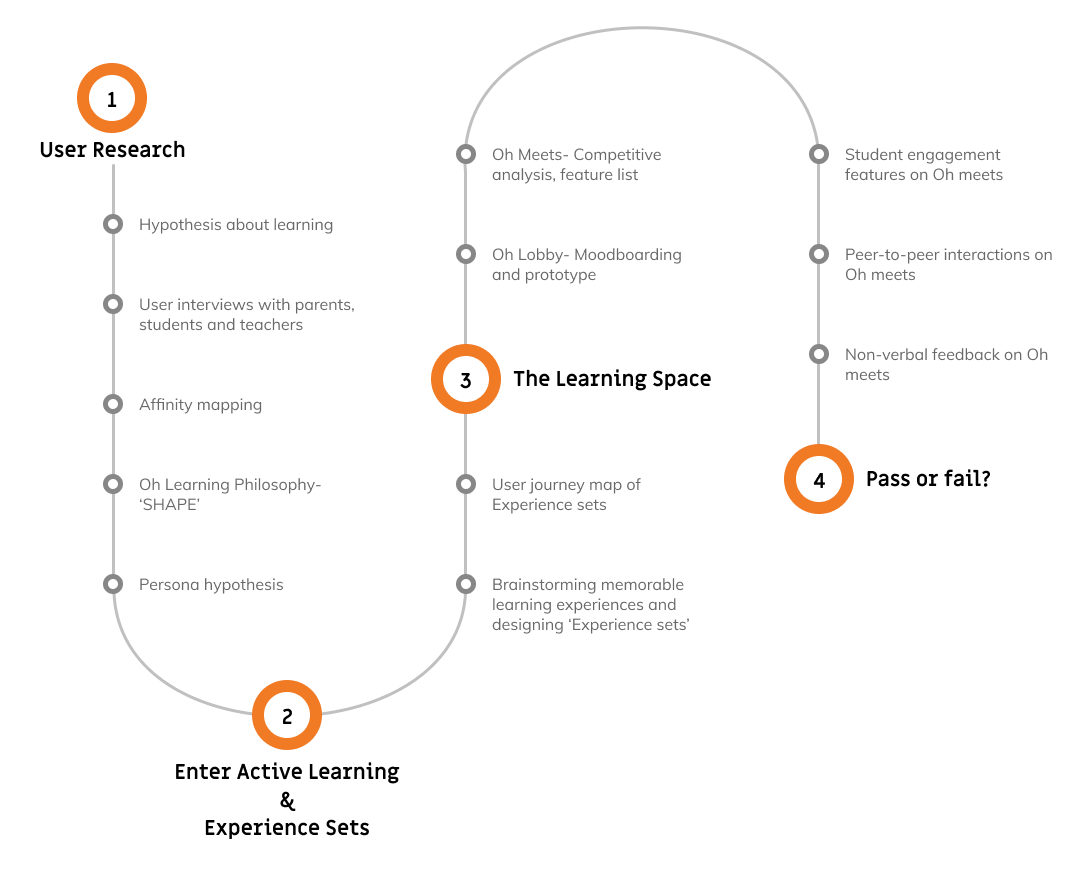 1
User Research
Hypothesis about learning
User interviews with parents,
students and teachers
Affinity mapping
Oh Learning Philosophy-
‘SHAPE’
Persona hypothesis
2
Enter Active Learning
&
Experience Sets
Brainstorming memorable
learning experiences and
designing ‘Experience sets’
User journey map of
Experience sets
3
The Learning Space
Oh Lobby- Moodboarding
and prototype
Oh Meets- Competitive
analysis, feature list
Student engagement
features on Oh meets
Peer-to-peer interactions on
Oh meets
Non-verbal feedback on Oh
meets
4
Pass or fail?